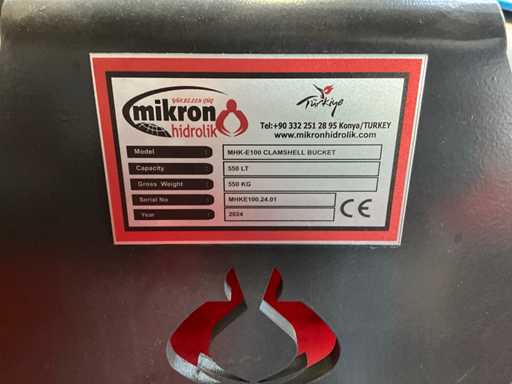 YÜKSELEN GÜÇ
mikron
hidrolik
Türkiye
Tel:+90 332 251 28 95 Konya/TURKEY
www.mikronhidrolik.com
Model : MHK-E100 CLAMSHELL BUCKET
Capacity : 550 LT
Gross Weight : 550 KG
Serial No : MHKE100.24.01
Year : 2024
CE